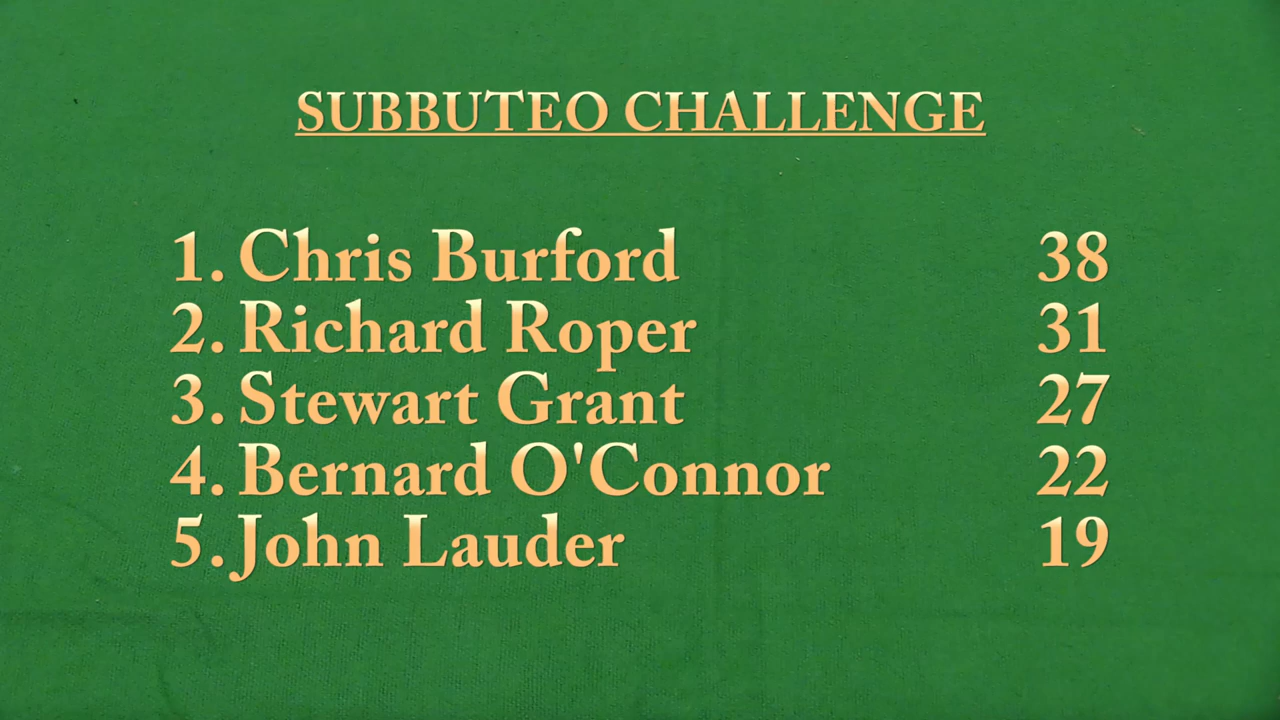 SUBBUTEO CHALLENGE
1. Chris Burford 38
2. Richard Roper 31
3. Stewart Grant 27
4. Bernard O'Connor 22
5. John Lauder 19